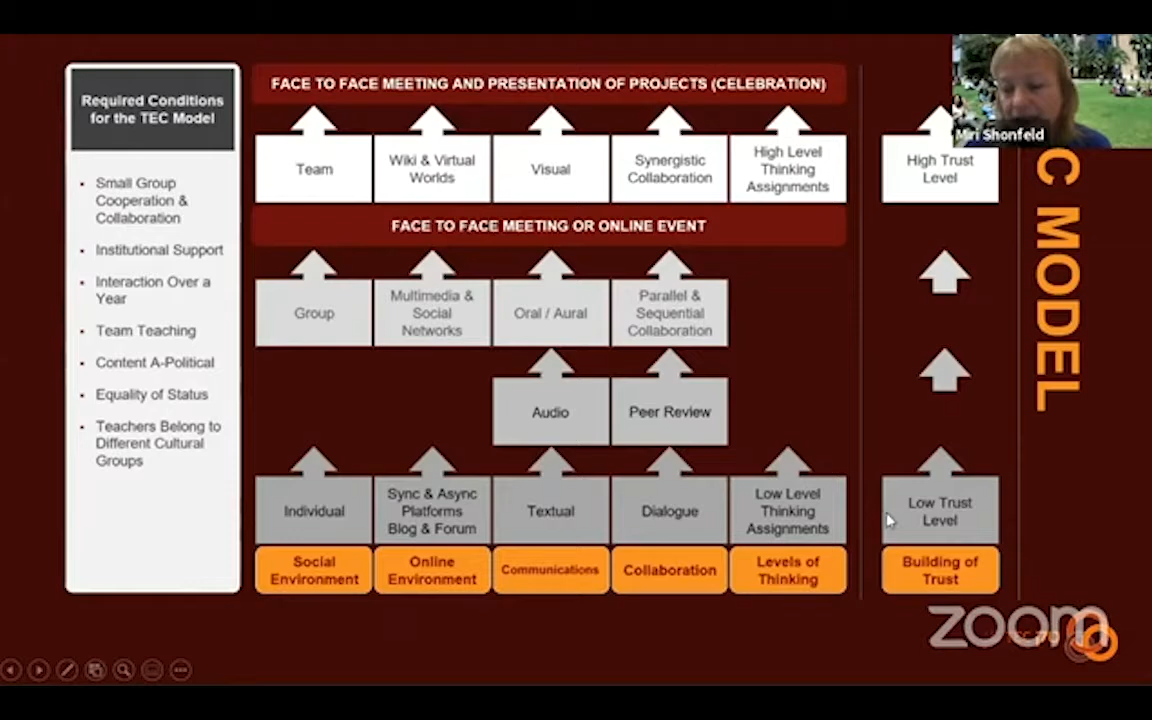 Required Conditions
for the TEC Model
Small Group
Cooperation &
Collaboration
Institutional Support
Interaction Over a
Year
Team Teaching
Content A-Political
Equality of Status
Teachers Belong to
Different Cultural
Groups
FACE TO FACE MEETING AND PRESENTATION OF PROJECTS (CELEBRATION)
Team
Wiki & Virtual
Worlds
Visual
Synergistic
Collaboration
High Level
Thinking
Assignments
High Trust
Level
FACE TO FACE MEETING OR ONLINE EVENT
Group
Multimedia &
Social
Networks
Oral / Aural
Parallel &
Sequential
Collaboration
Audio
Peer Review
Individual
Sync & Async
Platforms
Blog & Forum
Textual
Dialogue
Low Level
Thinking
Assignments
Low Trust
Level
Social
Environment
Online
Environment
Communications
Collaboration
Levels of
Thinking
Building of
Trust
Miri Shonfeld
C MODEL
zoom